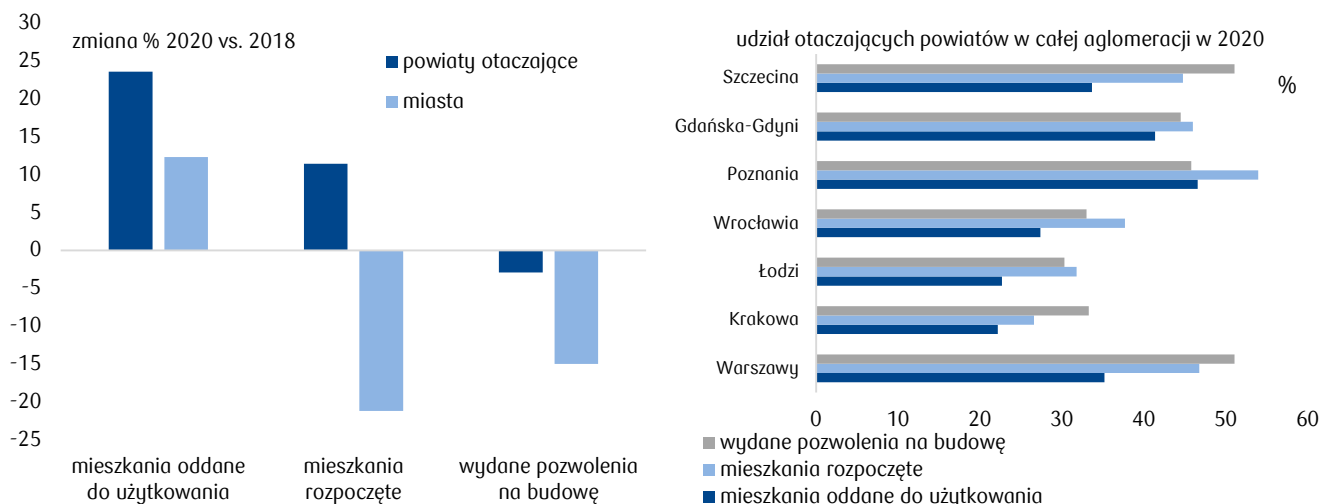 zmiana % 2020 vs. 2018
30
25
20
15
10
5
0
-5
-10
-15
-20
-25
powiaty otaczające
miasta
mieszkania oddane
do użytkowania
mieszkania
rozpoczęte
wydane pozwolenia
na budowę
udział otaczających powiatów w całej aglomeracji w 2020
%
Szczecina
Gdańska-Gdyni
Poznania
Wrocławia
Łodzi
Krakowa
Warszawy
0 10 20 30 40 50 60
wydane pozwolenia na budowę
mieszkania rozpoczęte
mieszkania oddane do użytkowania